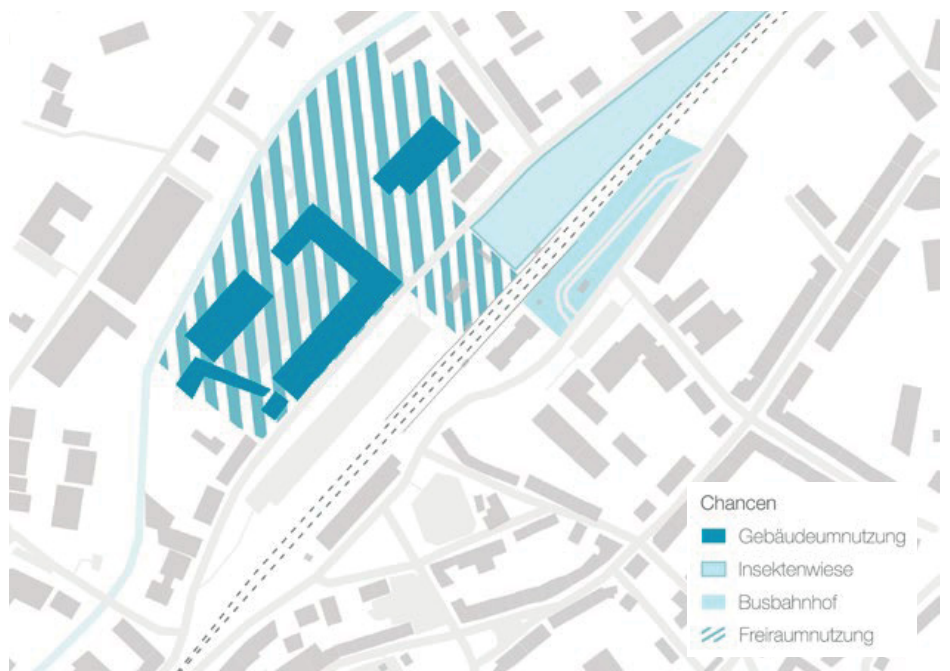 Chancen
Gebäudeumnutzung
Insektenwiese
Busbahnhof
Freiraumnutzung